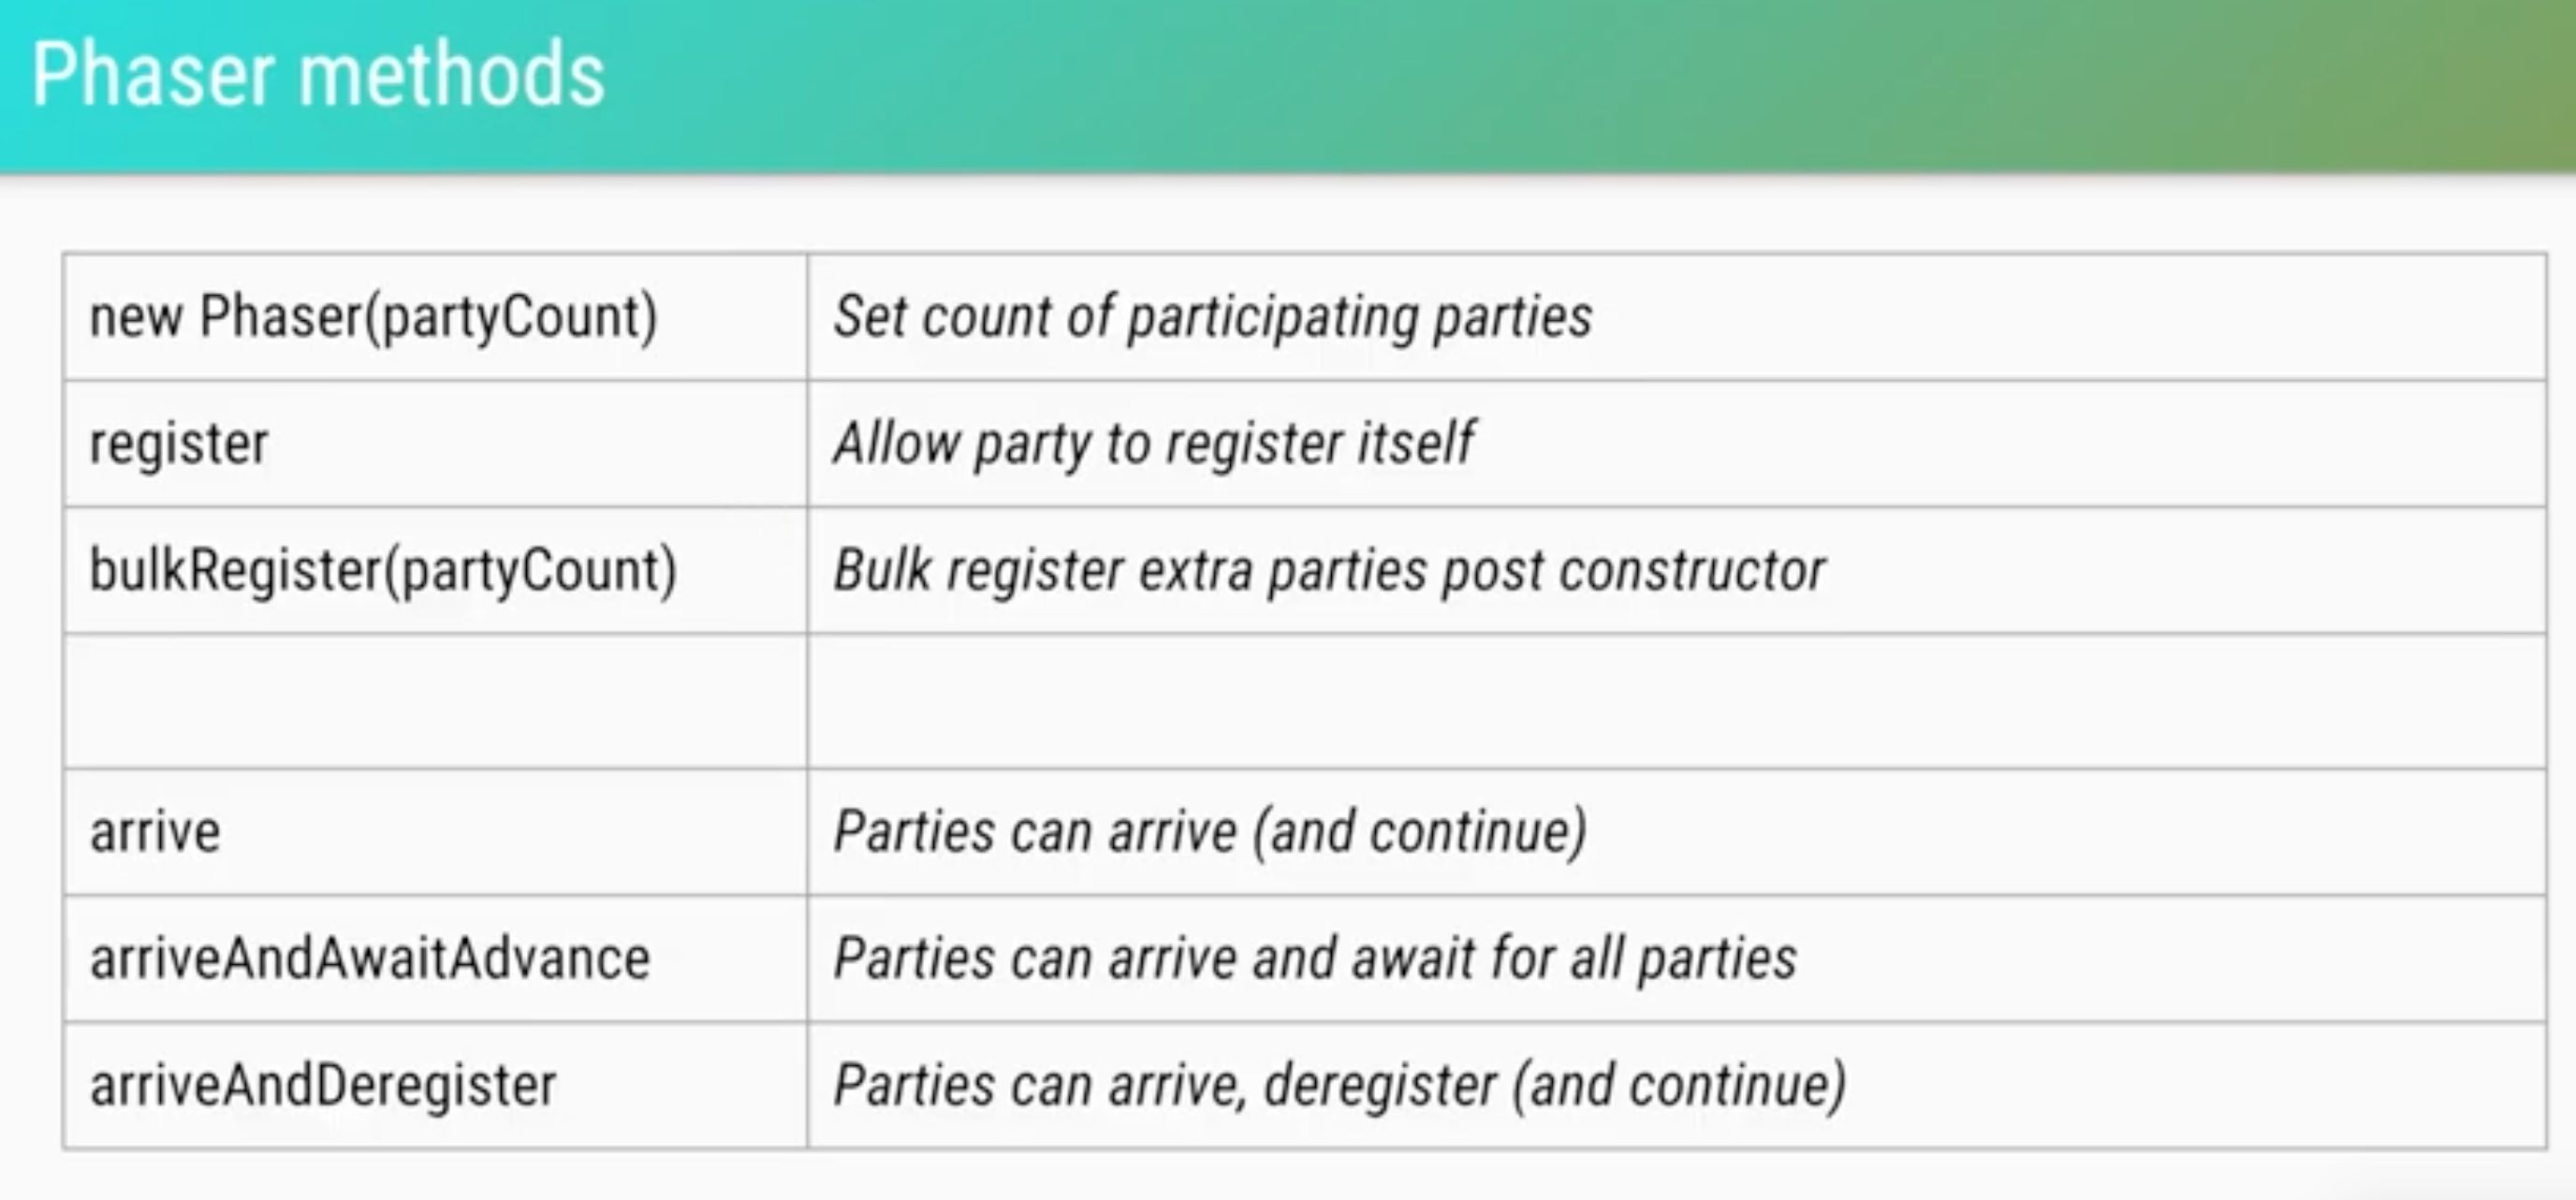 Phaser methods
new Phaser(partyCount) Set count of participating parties
register Allow party to register itself
bulkRegister(partyCount) Bulk register extra parties post constructor
arrive Parties can arrive (and continue)
arriveAndAwaitAdvance Parties can arrive and await for all parties
arriveAndDeregister Parties can arrive, deregister (and continue)